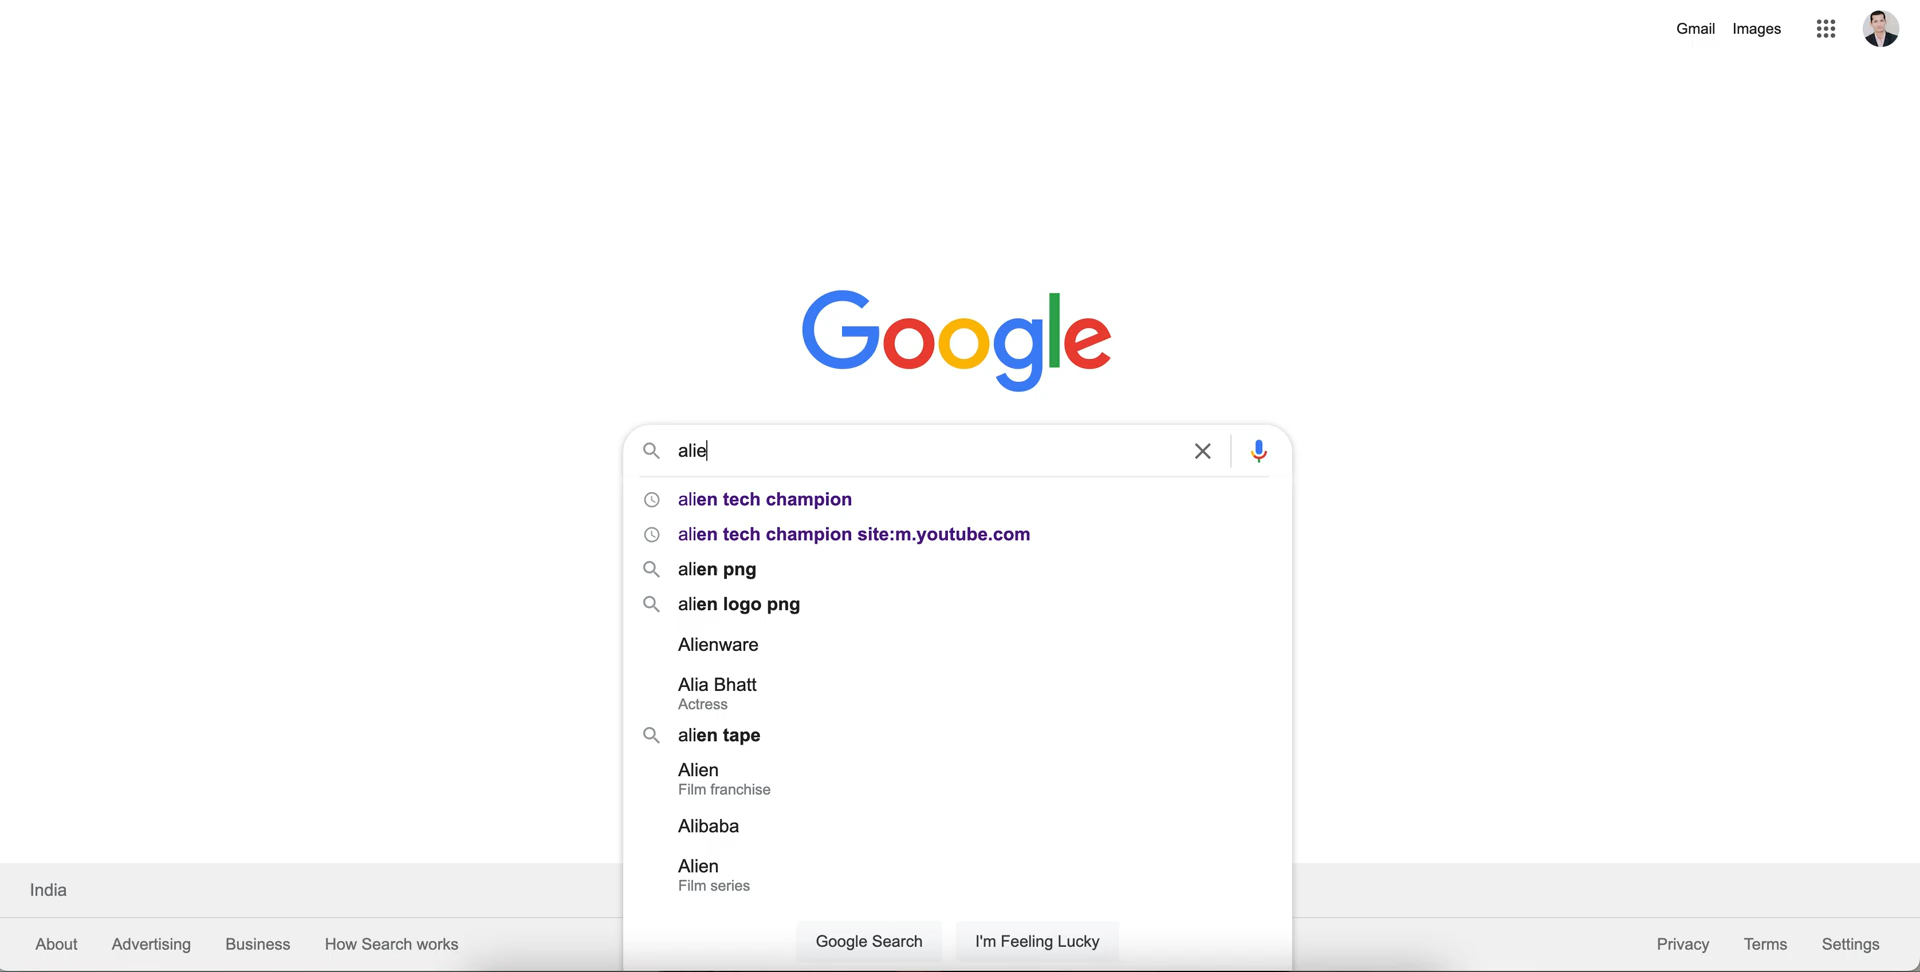 Gmail Images
Google
alie
alien tech champion
alien tech champion site:m.youtube.com
alien png
alien logo png
Alienware
Alia Bhatt
Actress
alien tape
Alien
Film franchise
Alibaba
Alien
Film series
Google Search I'm Feeling Lucky
India
About Advertising Business How Search works Privacy Terms Settings